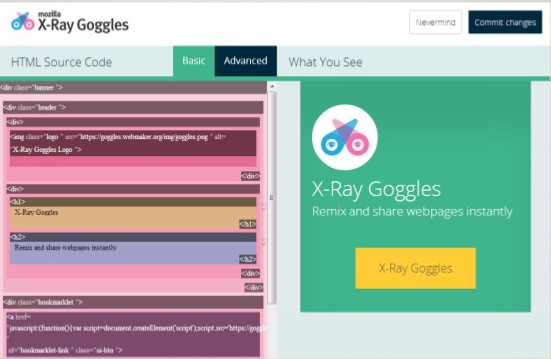 mozilla
X-Ray Goggles
Nevermind
Commit changes
HTML Source Code
Basic
Advanced
What You See
<div class="banner ">
<div class="header ">
<div>
<img class="logo " src="https://goggles.webmaker.org/img/goggles.png " alt=
"X-Ray Goggles Logo ">
</div>
<div>
<h1>
X-Ray Goggles
</h1>
<h2>
Remix and share webpages instantly
</h2>
</div>
</div>
<div class="bookmarklet ">
<a href=
"javascript:(function(){var script=document.createElement('script');script.src='https://goggle
"
id="bookmarklet-link " class="ui-btn ">
X-Ray Goggles
Remix and share webpages instantly
X-Ray Goggles